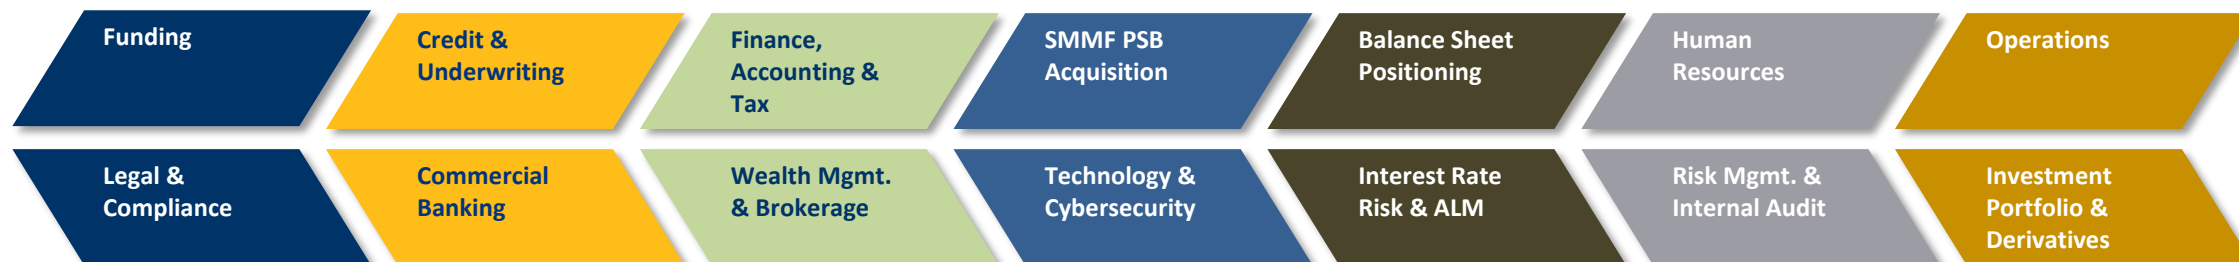 Funding
Credit &
Underwriting
Finance,
Accounting &
Tax
SMMF PSB
Acquisition
Balance Sheet
Positioning
Human
Resources
Operations
Legal &
Compliance
Commercial
Banking
Wealth Mgmt.
& Brokerage
Technology &
Cybersecurity
Interest Rate
Risk & ALM
Risk Mgmt. &
Internal Audit
Investment
Portfolio &
Derivatives